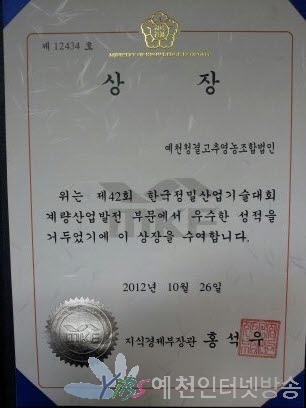 제 12434 호
상 장
예천청결고추영농조합법인
위는 제42회 한국정밀산업기술대회
계량산업발전 부문에서 우수한 성적을
거두었기에 이 상장을 수여합니다.
2012년 10월 26일
지식경제부장관 홍석우
MKE
YIBS 예천인터넷방송